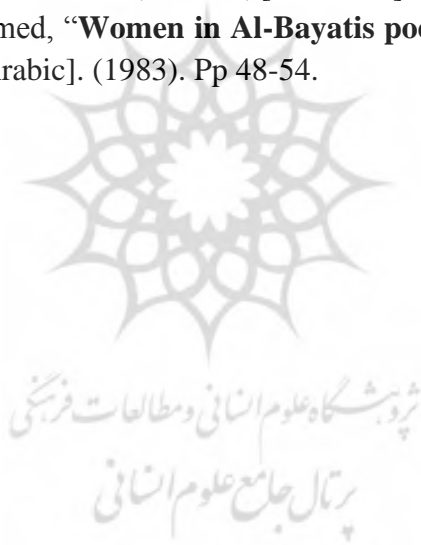 med, “Women in Al-Bayatis poe
rabic]. (1983). Pp 48-54.
پژوهشگاه علوم انسانی و مطالعات فرهنگی
پرتال جامع علوم انسانی